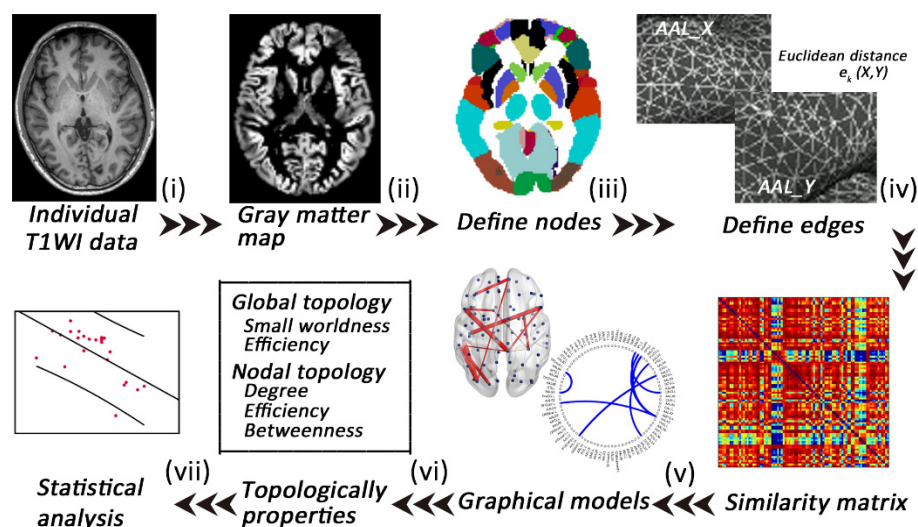 AAL_X
Euclidean distance
e_k (X,Y)
AAL_Y
(i)
(ii)
(iii)
(iv)
Individual
T1WI data
Gray matter
map
Define nodes
Define edges
Global topology
Small worldness
Efficiency
Nodal topology
Degree
Efficiency
Betweenness
(vii)
(vi)
(v)
Statistical
analysis
Topologically
properties
Graphical models
Similarity matrix